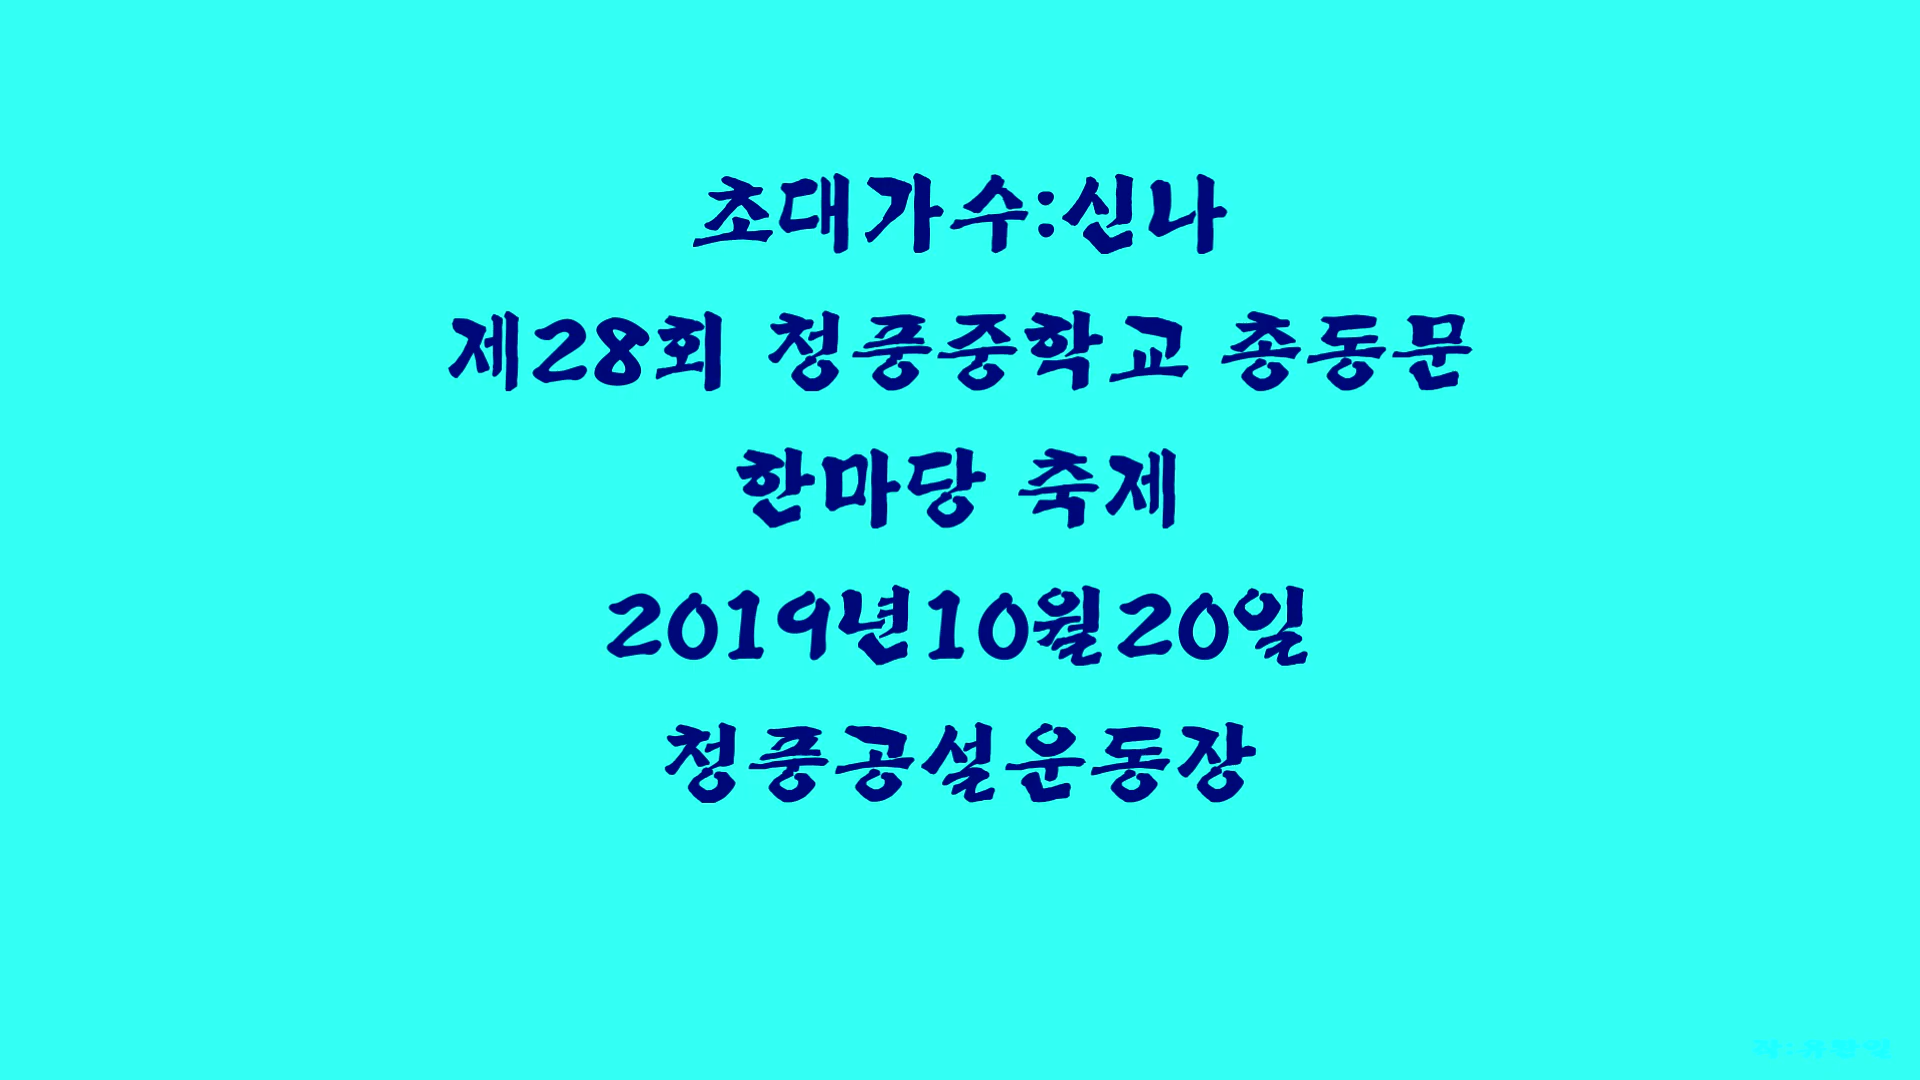 초대가수:신나
제28회 청풍중학교 총동문
한마당 축제
2019년10월20일
청풍공설운동장